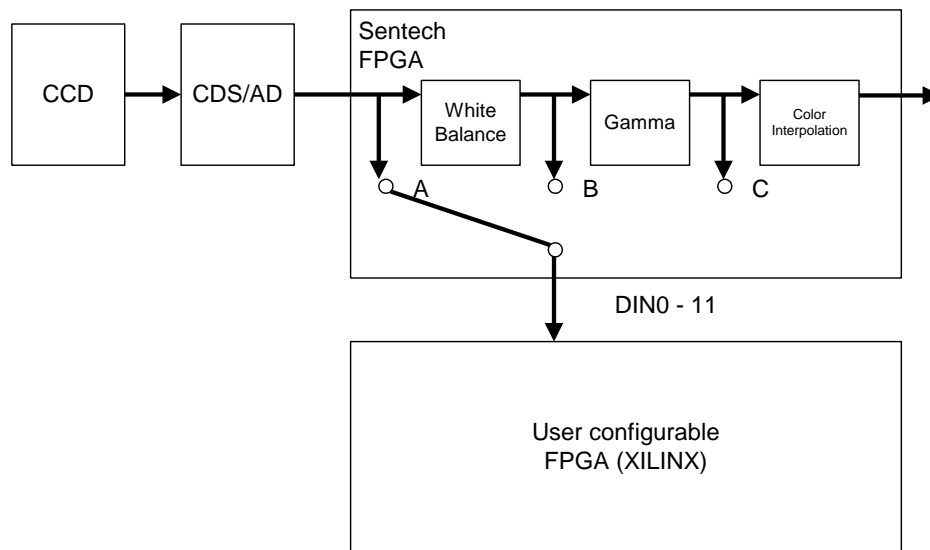 Sentech
FPGA
CCD
CDS/AD
White
Balance
Gamma
Color
Interpolation
A
B
C
DIN0 - 11
User configurable
FPGA (XILINX)